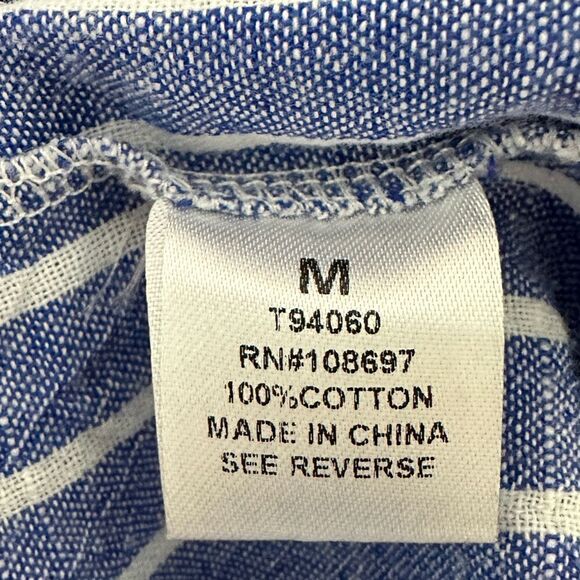 M
T94060
RN#108697
100%COTTON
MADE IN CHINA
SEE REVERSE